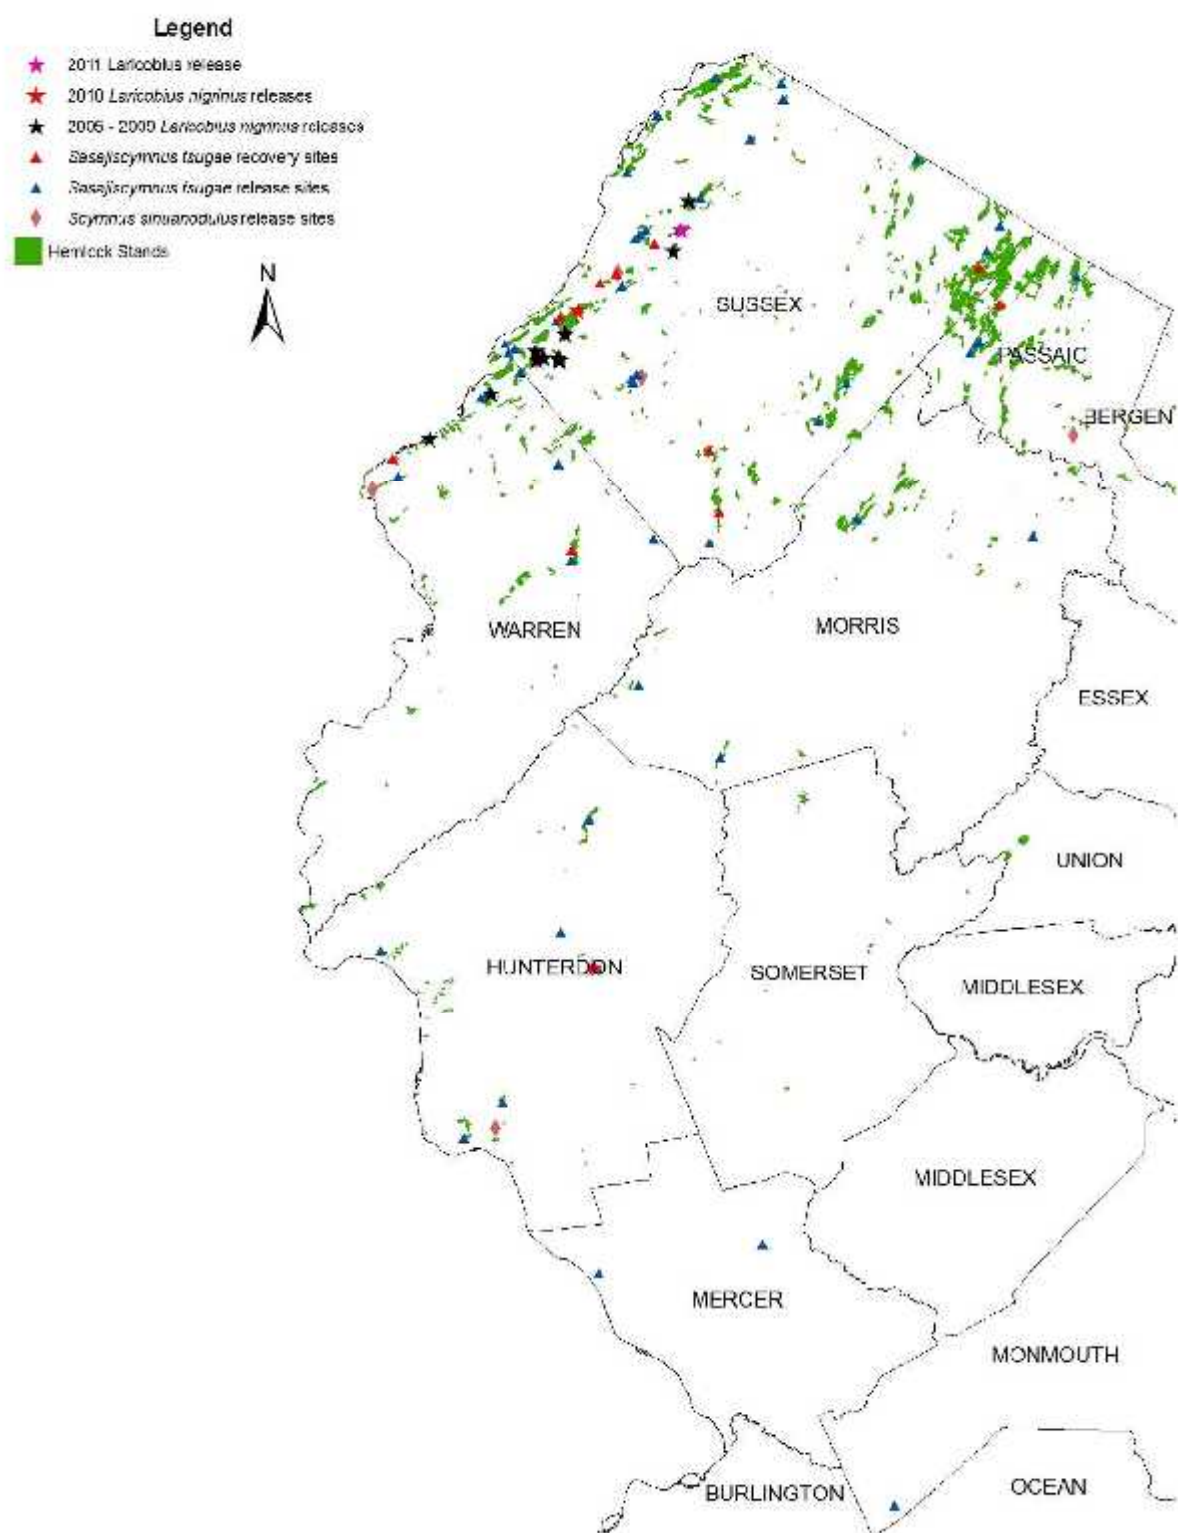 Legend
2011 Laricobius release
2010 Laricobius nigrinus releases
2005 - 2009 Laricobius nigrinus releases
Sasajiscymnus tsugae recovery sites
Sasajiscymnus tsugae release sites
Scymnus sinuanodulus release sites
Hemlock Stands
N
SUSSEX
PASSAIC
BERGEN
WARREN
MORRIS
ESSEX
UNION
HUNTERDON
SOMERSET
MIDDLESEX
MIDDLESEX
MERCER
MONMOUTH
BURLINGTON
OCEAN